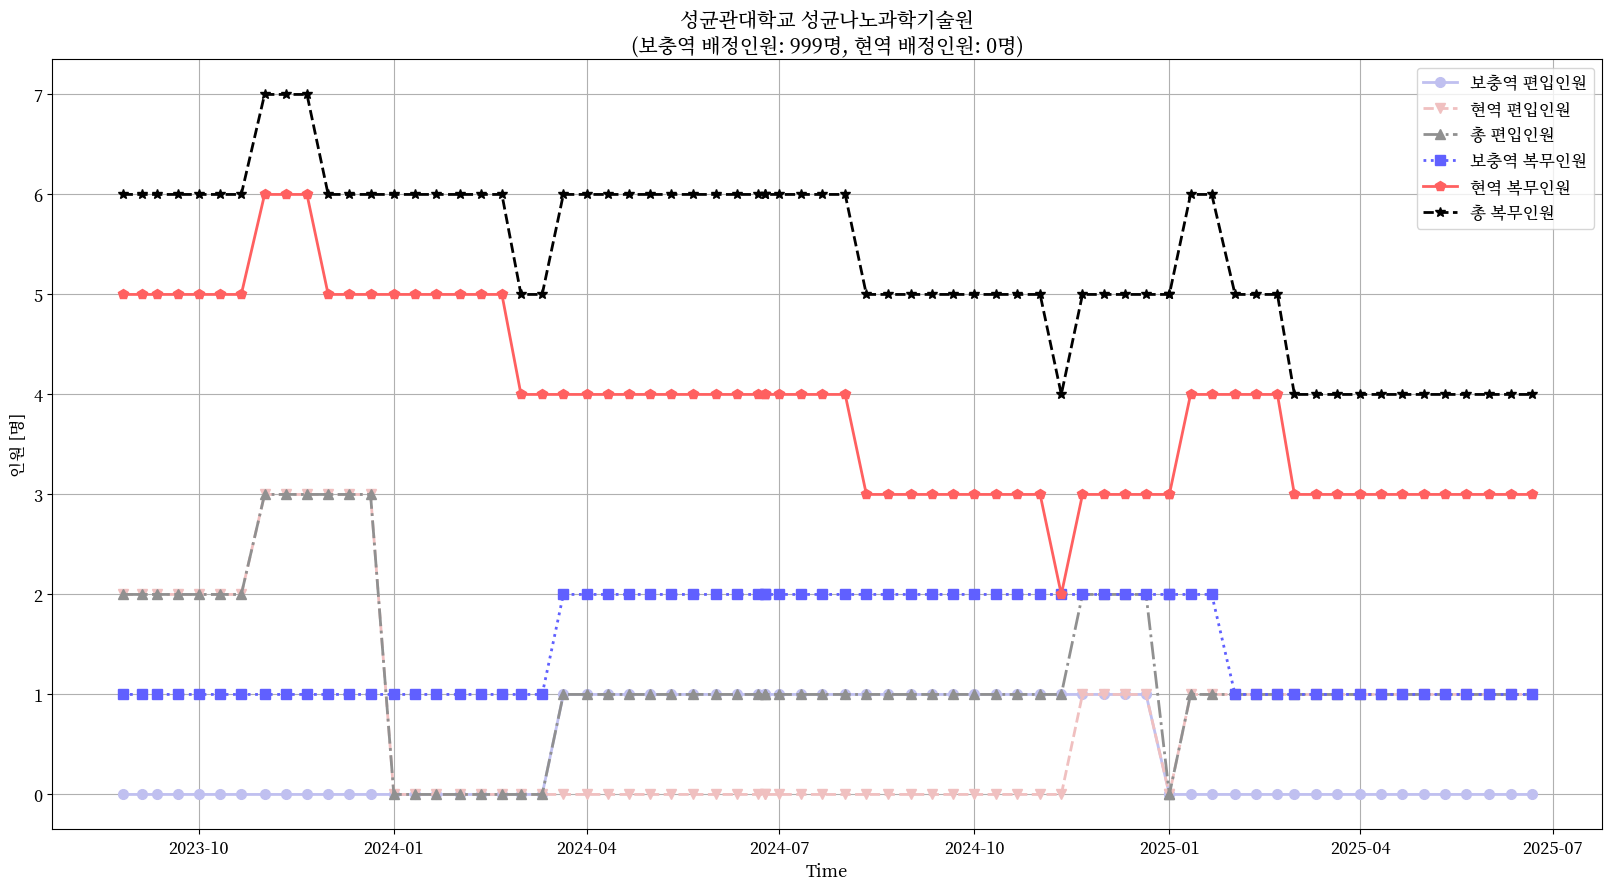 성균관대학교 성균나노과학기술원
(보충역 배정인원: 999명, 현역 배정인원: 0명)
보충역 편입인원
현역 편입인원
총 편입인원
보충역 복무인원
현역 복무인원
총 복무인원
인원 [명]
7
6
5
4
3
2
1
0
2023-10
2024-01
2024-04
2024-07
2024-10
2025-01
2025-04
2025-07
Time